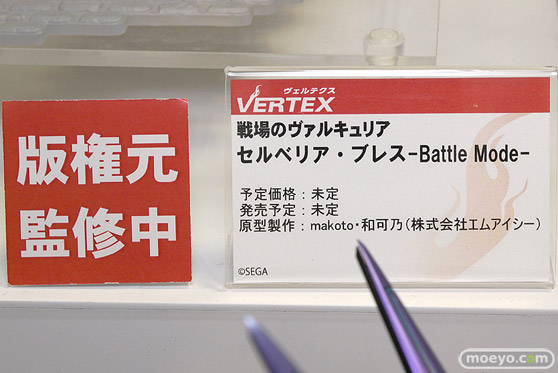 版権元
監修中
ヴェルテクス
VERTEX
戦場のヴァルキュリア
セルベリア・ブレス-Battle Mode-
予定価格：未定
発売予定：未定
原型製作：makoto・和可乃（株式会社エムアイシー）
©SEGA
moeyo.com